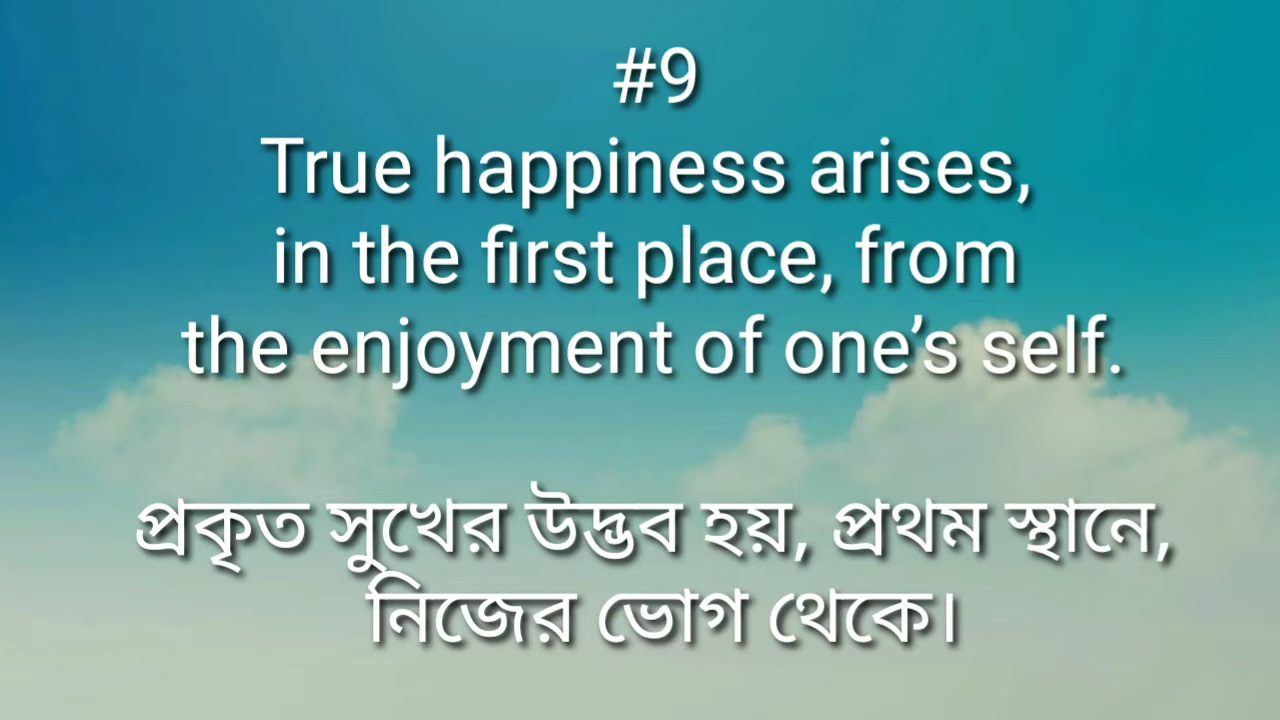 #9
True happiness arises,
in the first place, from
the enjoyment of one’s self.
প্রকৃত সুখের উদ্ভব হয়, প্রথম স্থানে,
নিজের ভোগ থেকে।